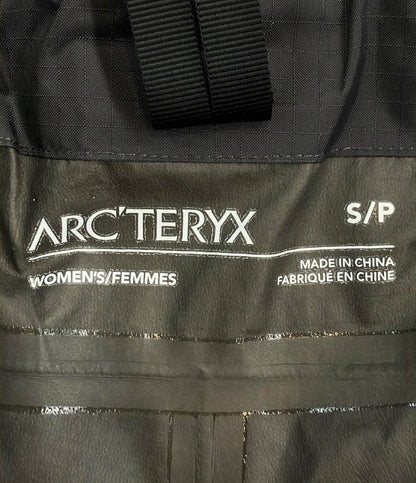 ARC'TERYX
S/P
WOMEN'S/FEMMES
MADE IN CHINA
FABRIQUÉ EN CHINE